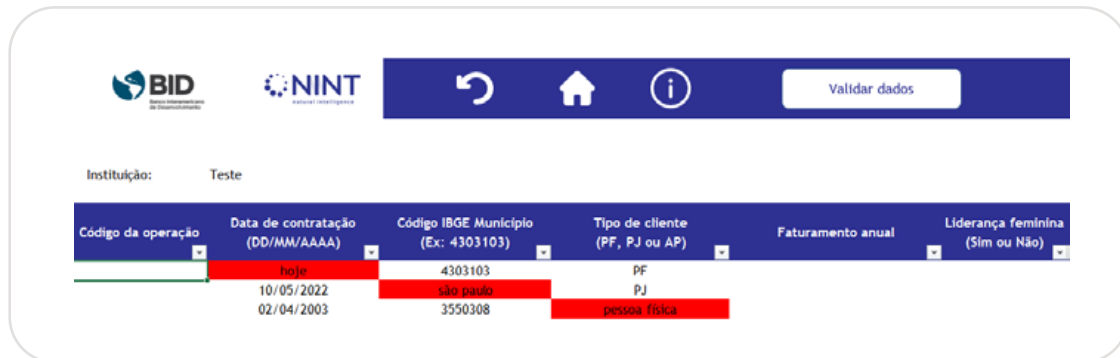 BID
Banco Interamericano
de Desenvolvimento
NINT
natural intelligence
Validar dados
Instituição: Teste
Código da operação
Data de contratação
(DD/MM/AAAA)
Código IBGE Município
(Ex: 4303103)
Tipo de cliente
(PF, PJ ou AP)
Faturamento anual
Liderança feminina
(Sim ou Não)
hoje 4303103 PF
10/05/2022 são paulo PJ
02/04/2003 3550308 pessoa física